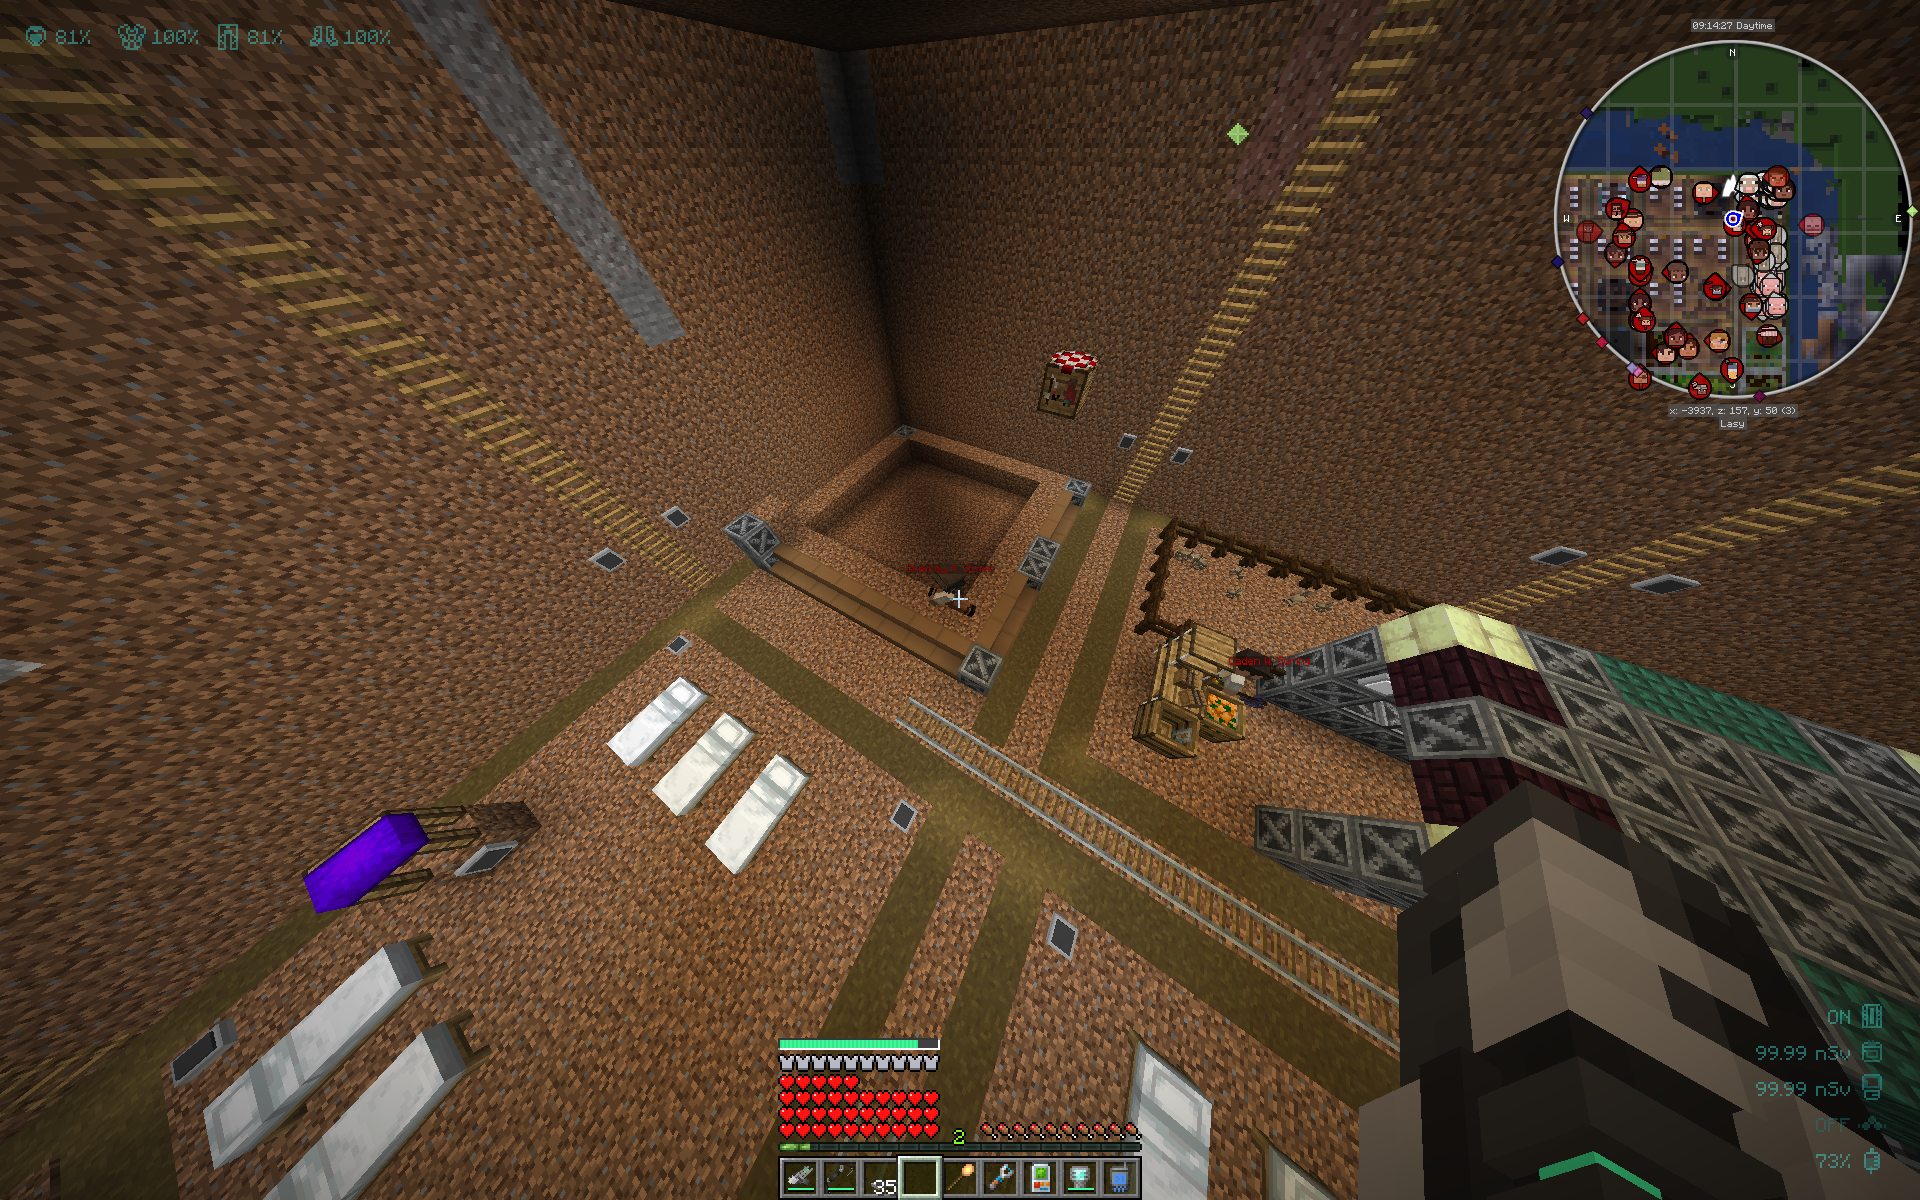 81% 100% 81% 100%
09:14:27 Daytime
N
W
E
x: -3937, z: 157, y: 50 (3)
Lasy
ON
99.99 nSv
99.99 nSv
OFF
73%
2
35